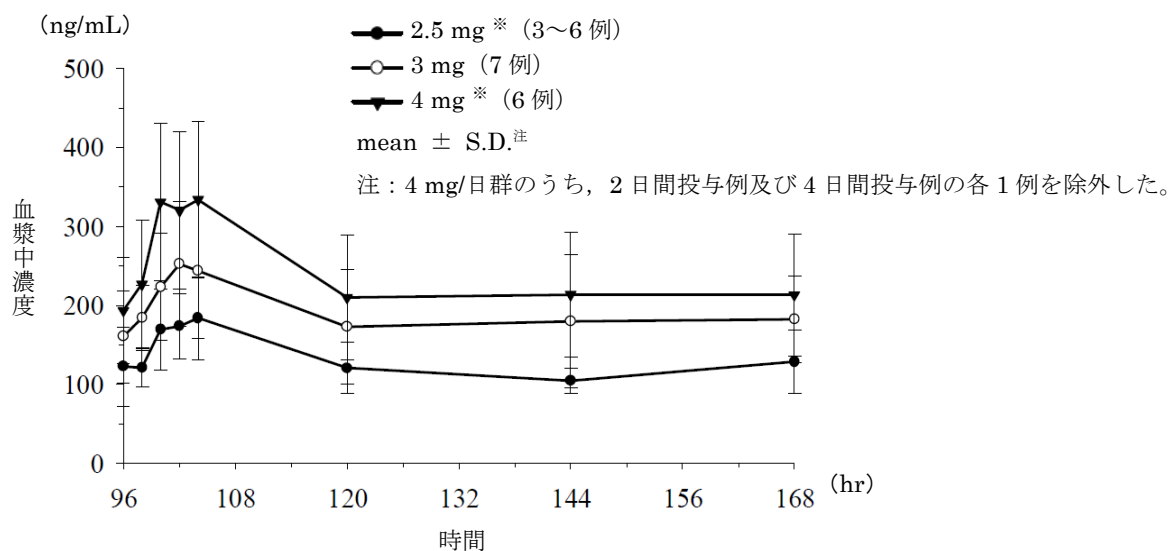 (ng/mL)
2.5 mg ※ (3～6 例)
3 mg (7 例)
4 mg ※ (6 例)
mean ± S.D.注
注：4 mg/日群のうち，2 日間投与例及び 4 日間投与例の各 1 例を除外した。
500
400
300
200
100
0
血漿中濃度
96 108 120 132 144 156 168 (hr)
時間